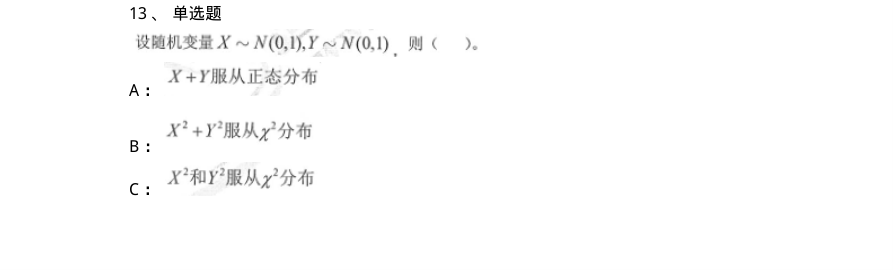 13 、 单选题
设随机变量 X ~ N(0,1), Y ~ N(0,1) 。则（ ）。
A： X + Y服从正态分布
B： X² + Y²服从χ²分布
C： X²和Y²服从χ²分布